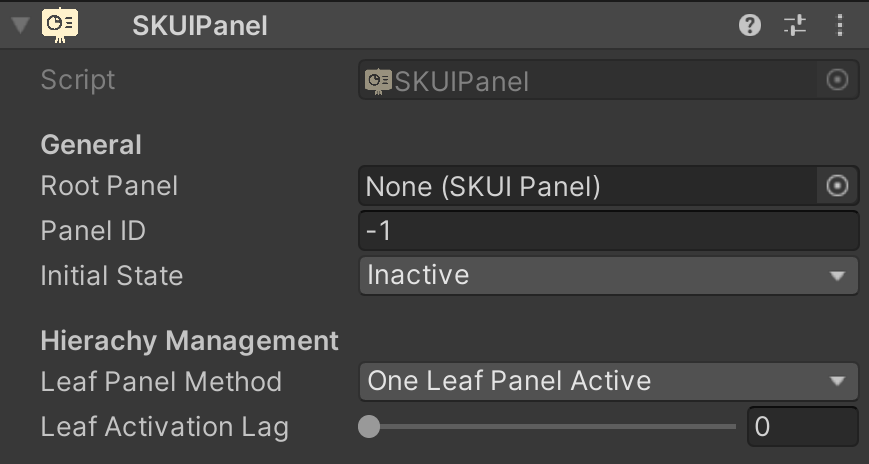 SKUIPanel
Script SKUIPanel
General
Root Panel None (SKUI Panel)
Panel ID -1
Initial State Inactive
Hierachy Management
Leaf Panel Method One Leaf Panel Active
Leaf Activation Lag 0